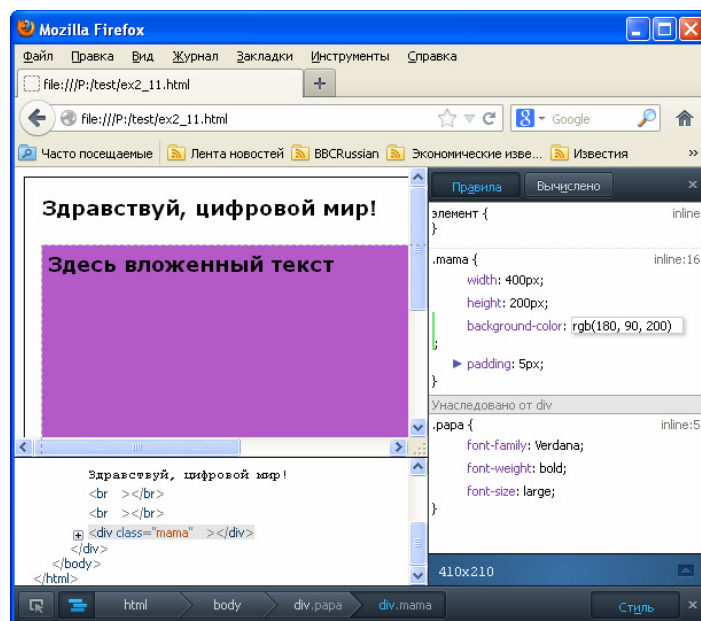 Mozilla Firefox
Файл Правка Вид Журнал Закладки Инструменты Справка
file:///P:/test/ex2_11.html +
file:///P:/test/ex2_11.html 8 Google
Часто посещаемые Лента новостей BBCRussian Экономические изве... Известия »
Здравствуй, цифровой мир!
Здесь вложенный текст
Правила Вычислено ×
элемент { inline
}
.mama { inline:16
width: 400px;
height: 200px;
background-color: rgb(180, 90, 200)
;
padding: 5px;
}
Унаследовано от div
.papa { inline:5
font-family: Verdana;
font-weight: bold;
font-size: large;
}
410x210
Здравствуй, цифровой мир!
<br ></br>
<br ></br>
<div class="mama" ></div>
</div>
</body>
</html>
html body div.papa div.mama Стиль ×